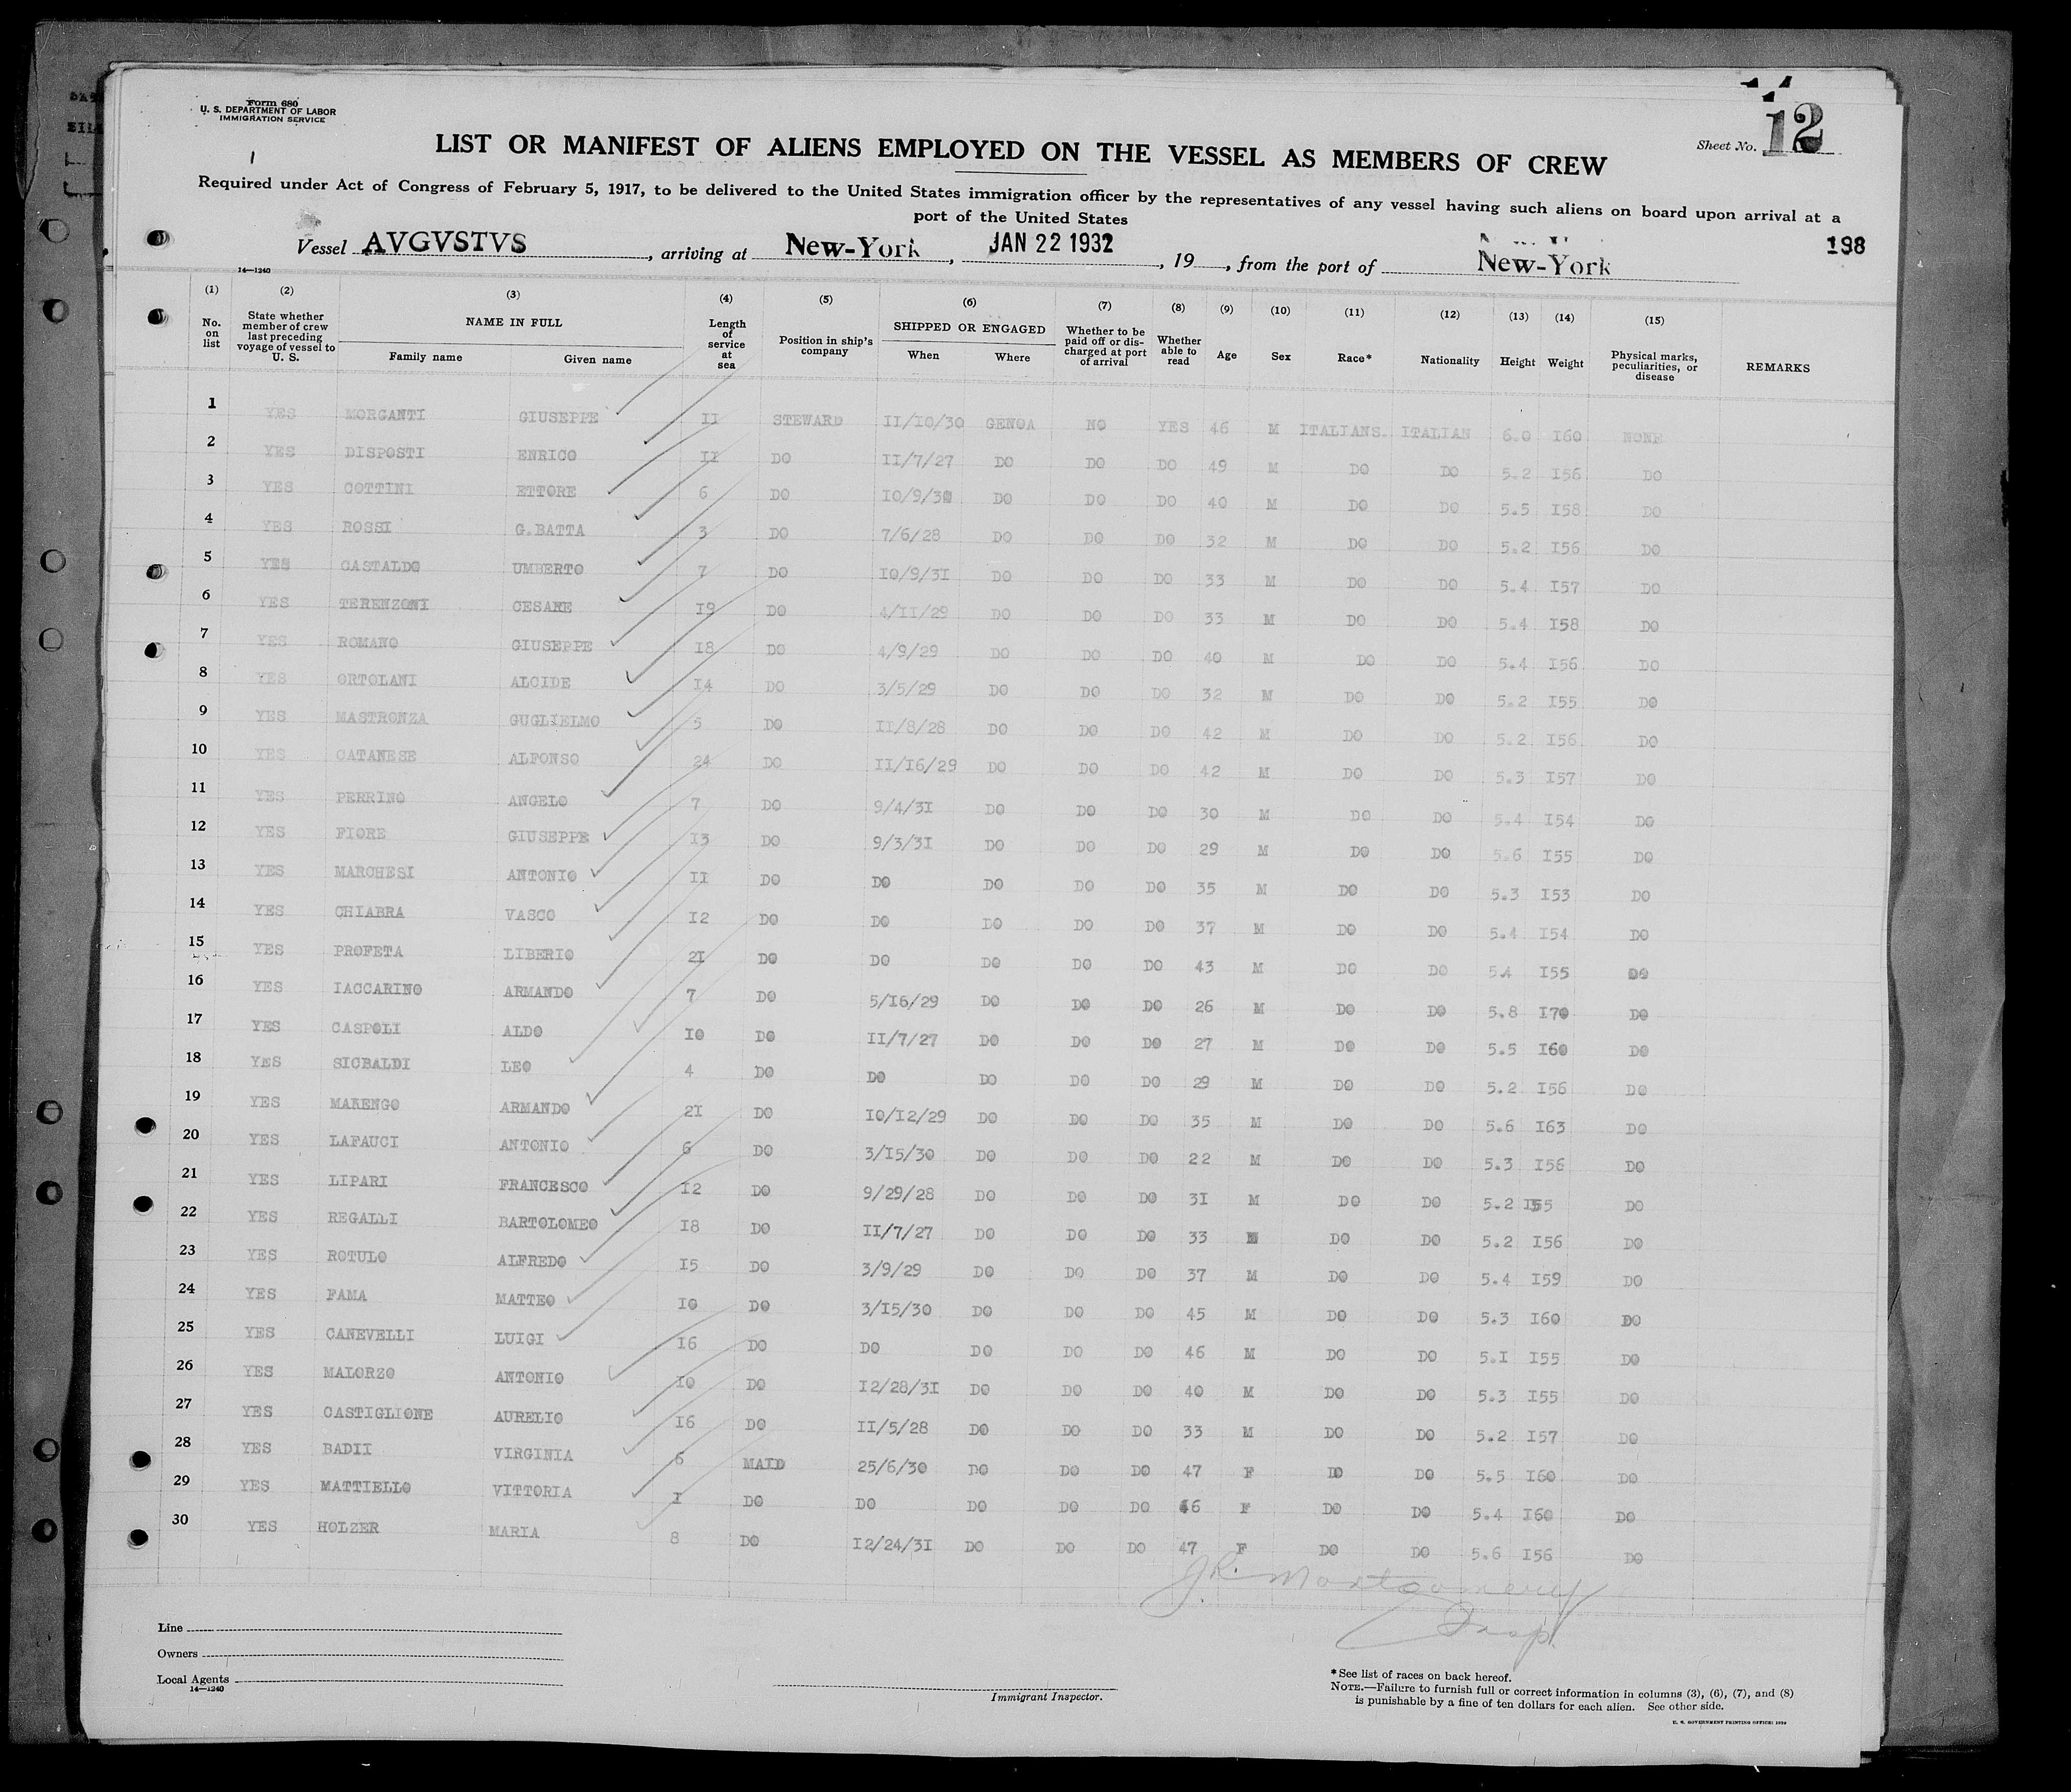 Form 680
U. S. DEPARTMENT OF LABOR
IMMIGRATION SERVICE
Sheet No. 12
LIST OR MANIFEST OF ALIENS EMPLOYED ON THE VESSEL AS MEMBERS OF CREW
Required under Act of Congress of February 5, 1917, to be delivered to the United States immigration officer by the representatives of any vessel having such aliens on board upon arrival at a
port of the United States
Vessel AVGVSTVS, arriving at New-York, JAN 22 1932, 19, from the port of New-York 198
14—1240
(1) (2) (3) (4) (5) (6) (7) (8) (9) (10) (11) (12) (13) (14) (15)
No. on list State whether member of crew last preceding voyage of vessel to U. S. NAME IN FULL Family name Given name Length of service at sea Position in ship's company SHIPPED OR ENGAGED When Where Whether to be paid off or discharged at port of arrival Whether able to read Age Sex Race* Nationality Height Weight Physical marks, peculiarities, or disease REMARKS
1 YES MORGANTI GIUSEPPE II STEWARD II/IO/30 GENOA NO YES 46 M ITALIANS. ITALIAN 6.0 I60 NONE
2 YES DISPOSTI ENRICO II DO II/7/27 DO DO DO 49 M DO DO 5.2 I56 DO
3 YES COTTINI ETTORE 6 DO IO/9/30 DO DO DO 40 M DO DO 5.5 I58 DO
4 YES ROSSI G.BATTA 3 DO 7/6/28 DO DO DO 32 M DO DO 5.2 I56 DO
5 YES CASTALDO UMBERTO 7 DO IO/9/3I DO DO DO 33 M DO DO 5.4 I57 DO
6 YES TERENZONI CESARE I9 DO 4/II/29 DO DO DO 33 M DO DO 5.4 I58 DO
7 YES ROMANO GIUSEPPE I8 DO 4/9/29 DO DO DO 40 M DO DO 5.4 I56 DO
8 YES ORTOLANI ALCIDE I4 DO 3/5/29 DO DO DO 32 M DO DO 5.2 I55 DO
9 YES MASTRONZA GUGLIELMO 5 DO II/8/28 DO DO DO 42 M DO DO 5.2 I56 DO
10 YES CATANESE ALFONSO 24 DO II/I6/29 DO DO DO 42 M DO DO 5.3 I57 DO
11 YES PERRINO ANGELO 7 DO 9/4/3I DO DO DO 30 M DO DO 5.4 I54 DO
12 YES FIORE GIUSEPPE I3 DO 9/3/3I DO DO DO 29 M DO DO 5.6 I55 DO
13 YES MARCHESI ANTONIO II DO DO DO DO DO 35 M DO DO 5.3 I53 DO
14 YES CHIABRA VASCO I2 DO DO DO DO DO 37 M DO DO 5.4 I54 DO
15 YES PROFETA LIBERIO 2I DO DO DO DO DO 43 M DO DO 5.4 I55 DO
16 YES IACCARINO ARMANDO 7 DO 5/I6/29 DO DO DO 26 M DO DO 5.8 I70 DO
17 YES CASPOLI ALDO IO DO II/7/27 DO DO DO 27 M DO DO 5.5 I60 DO
18 YES SICBALDI LEO 4 DO DO DO DO DO 29 M DO DO 5.2 I56 DO
19 YES MARENGO ARMANDO 2I DO IO/I2/29 DO DO DO 35 M DO DO 5.6 I63 DO
20 YES LAFAUCI ANTONIO 6 DO 3/I5/30 DO DO DO 22 M DO DO 5.3 I56 DO
21 YES LIPARI FRANCESCO I2 DO 9/29/28 DO DO DO 3I M DO DO 5.2 I55 DO
22 YES REGALLI BARTOLOMEO I8 DO II/7/27 DO DO DO 33 M DO DO 5.2 I56 DO
23 YES ROTULO ALFREDO I5 DO 3/9/29 DO DO DO 37 M DO DO 5.4 I59 DO
24 YES FAMA MATTEO IO DO 3/I5/30 DO DO DO 45 M DO DO 5.3 I60 DO
25 YES CANEVELLI LUIGI I6 DO DO DO DO DO 46 M DO DO 5.I I55 DO
26 YES MALORZO ANTONIO IO DO I2/28/3I DO DO DO 40 M DO DO 5.3 I55 DO
27 YES CASTIGLIONE AURELIO I6 DO II/5/28 DO DO DO 33 M DO DO 5.2 I57 DO
28 YES BADII VIRGINIA 6 MAID 25/6/30 DO DO DO 47 F DO DO 5.5 I60 DO
29 YES MATTIELLO VITTORIA I DO DO DO DO DO 46 F DO DO 5.4 I60 DO
30 YES HOLZER MARIA 8 DO I2/24/3I DO DO DO 47 F DO DO 5.6 I56 DO
J.R. Montgomery
Insp.
Line
Owners
Local Agents
14—1240
Immigrant Inspector.
*See list of races on back hereof.
NOTE.—Failure to furnish full or correct information in columns (3), (6), (7), and (8)
is punishable by a fine of ten dollars for each alien. See other side.
U. S. GOVERNMENT PRINTING OFFICE: 1930